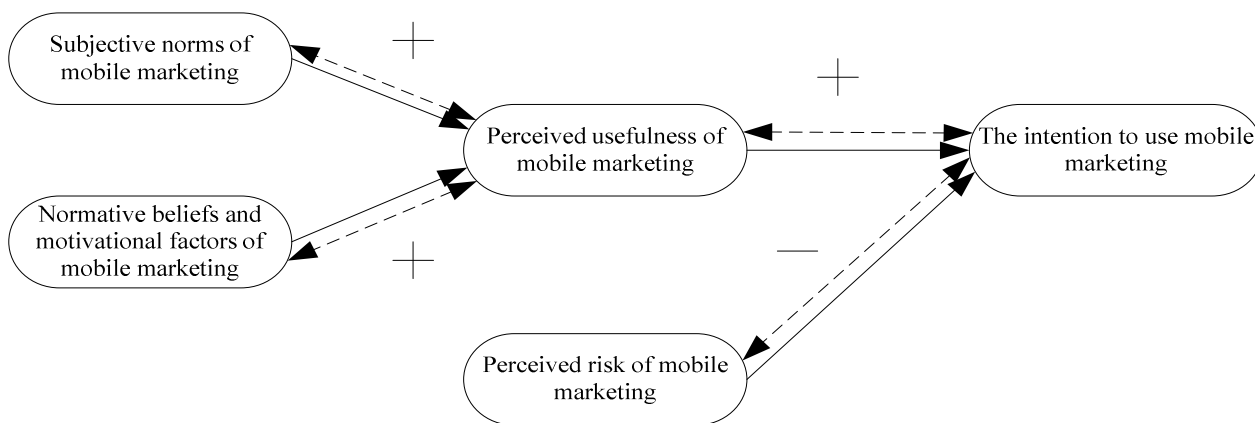 Subjective norms of
mobile marketing
+
+
Perceived usefulness of
mobile marketing
The intention to use mobile
marketing
Normative beliefs and
motivational factors of
mobile marketing
+
—
Perceived risk of mobile
marketing